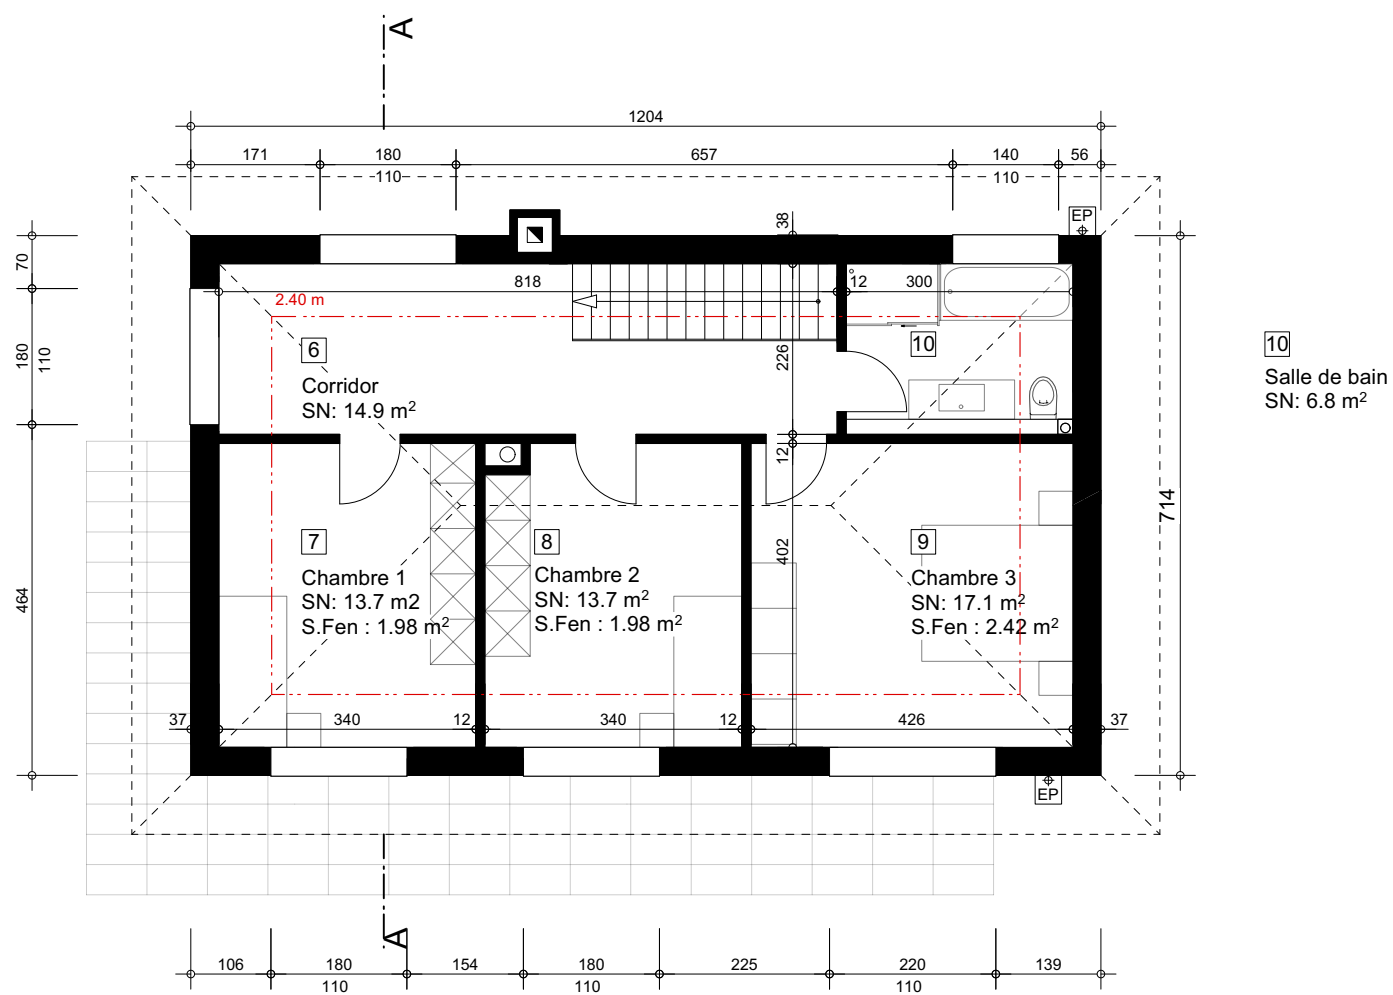 A
1204
171
180
657
140
56
110
110
EP
38
70
818
12
300
2.40 m
180
110
226
6
Corridor
SN: 14.9 m²
10
10
Salle de bain
SN: 6.8 m²
12
714
402
464
7
Chambre 1
SN: 13.7 m2
S.Fen : 1.98 m²
8
Chambre 2
SN: 13.7 m²
S.Fen : 1.98 m²
9
Chambre 3
SN: 17.1 m²
S.Fen : 2.42 m²
37
340
12
340
12
426
37
EP
A
106
180
154
180
225
220
139
110
110
110